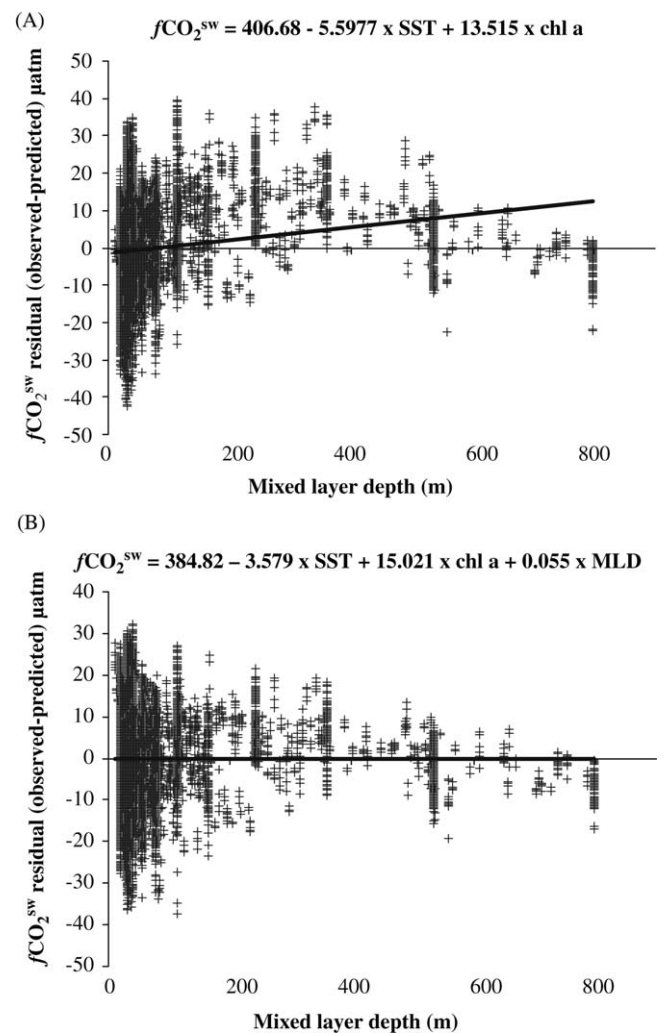 (A)
fCO₂ˢʷ = 406.68 - 5.5977 x SST + 13.515 x chl a
fCO₂ˢʷ residual (observed-predicted) µatm
50
40
30
20
10
0
-10
-20
-30
-40
-50
0 200 400 600 800
Mixed layer depth (m)
(B)
fCO₂ˢʷ = 384.82 – 3.579 x SST + 15.021 x chl a + 0.055 x MLD
fCO₂ˢʷ residual (observed-predicted) µatm
40
30
20
10
0
-10
-20
-30
-40
-50
0 200 400 600 800
Mixed layer depth (m)